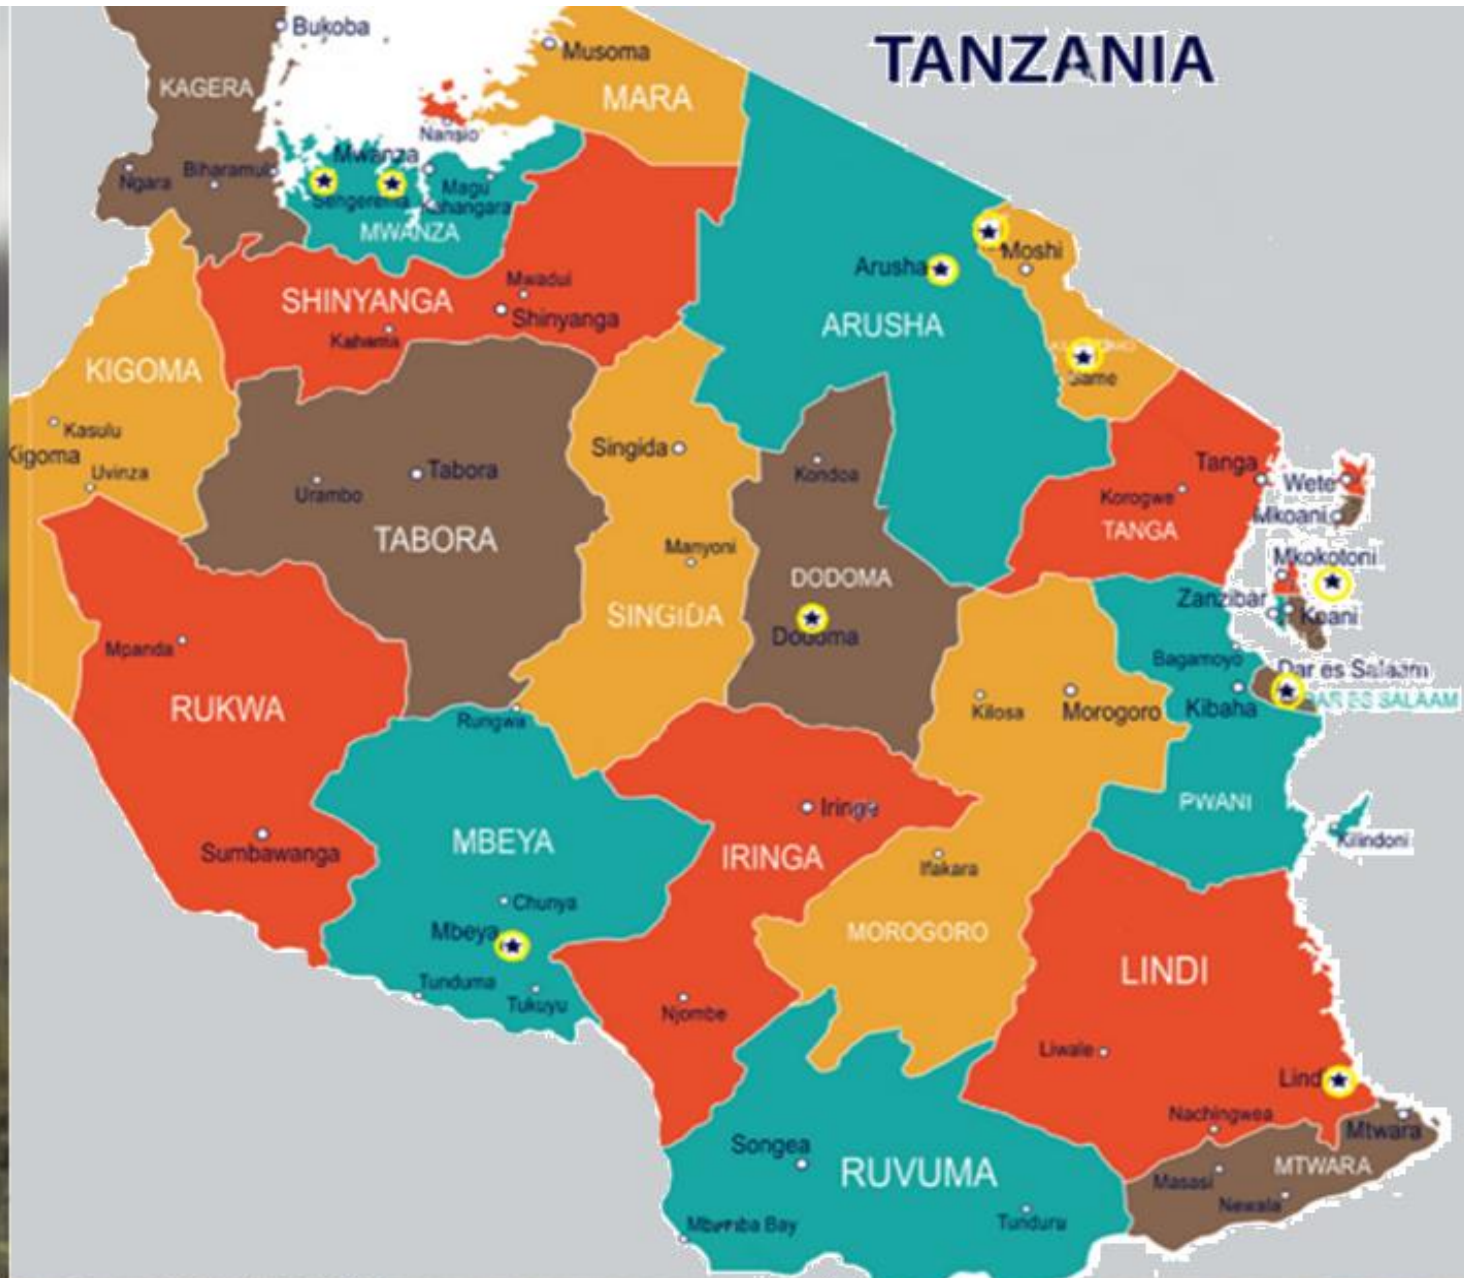 TANZANIA
Bukoba
Musoma
KAGERA
MARA
Nansio
Mwanza
Ngara
Biharamulo
Sengerema
Magu
Kahangara
MWANZA
Moshi
Arusha
Mwadui
SHINYANGA
Shinyanga
Kahama
ARUSHA
KIGOMA
Same
Kasulu
Kigoma
Uvinza
Singida
Tabora
Urambo
Kondoa
Tanga
Korogwe
Wete
Mkoani
TABORA
TANGA
Manyoni
Mkokotoni
DODOMA
SINGIDA
Zanzibar
Koani
Dodoma
Mpanda
Bagamoyo
Dar es Salaam
DAR ES SALAAM
RUKWA
Rungwa
Kilosa
Morogoro
Kibaha
PWANI
Iringa
Kilindoni
MBEYA
Sumbawanga
IRINGA
Ifakara
Chunya
Mbeya
MOROGORO
LINDI
Tunduma
Tukuyu
Njombe
Liwale
Lind
Nachingwea
Mtwara
Songea
RUVUMA
MTWARA
Masasi
Newala
Mbamba Bay
Tunduru